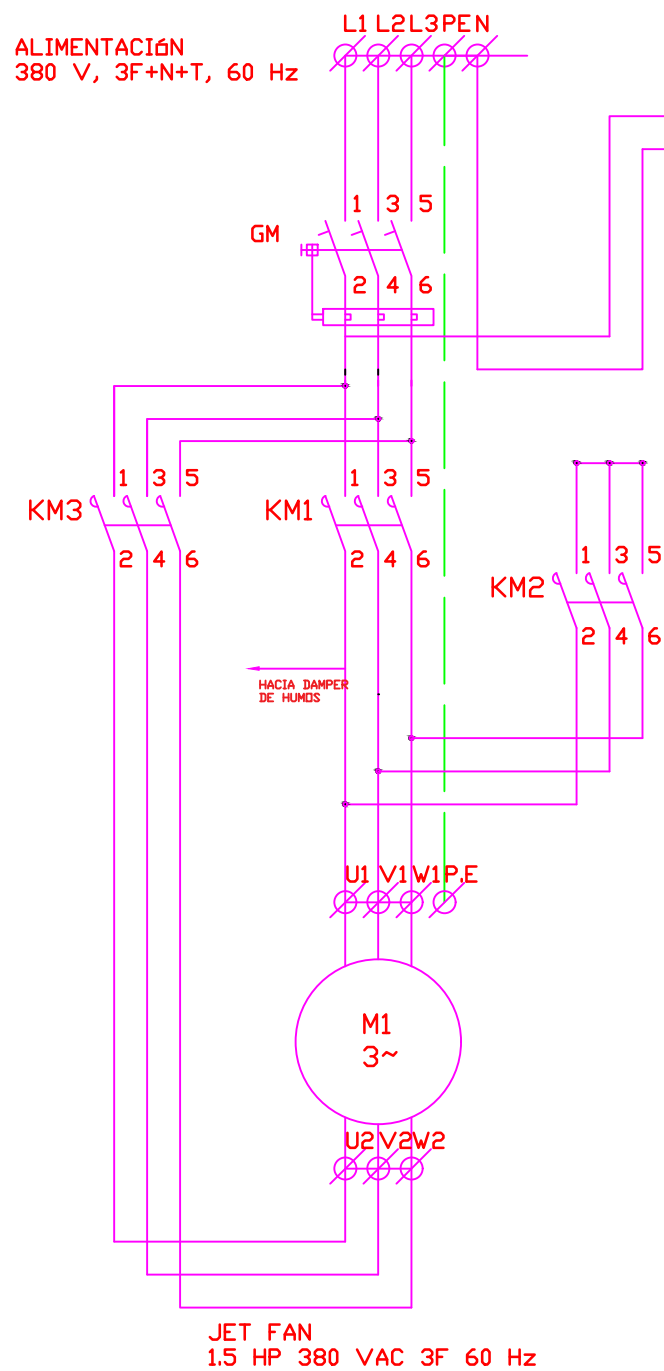 L1 L2 L3 PE N
ALIMENTACIóN
380 V, 3F+N+T, 60 Hz
1 3 5
GM
2 4 6
1 3 5
KM3
2 4 6
1 3 5
KM1
2 4 6
1 3 5
KM2
2 4 6
HACIA DAMPER
DE HUMOS
U1 V1 W1 P.E
M1
3~
U2 V2 W2
JET FAN
1.5 HP 380 VAC 3F 60 Hz